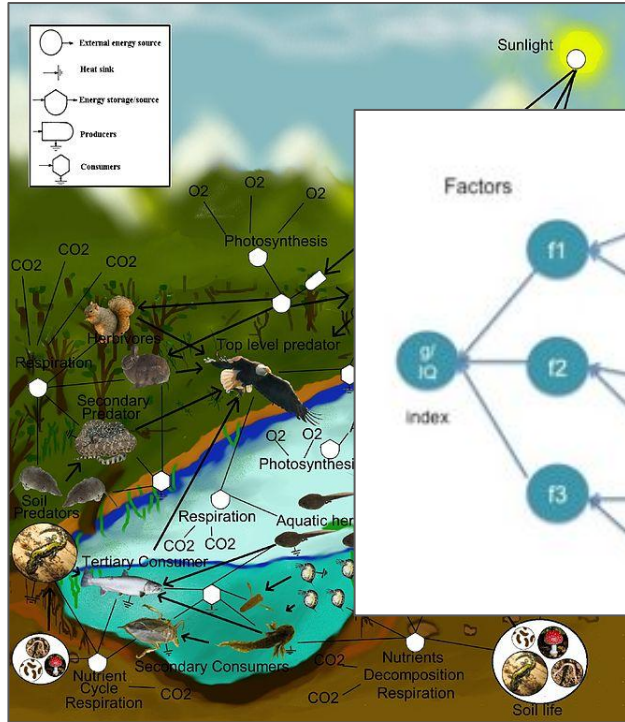 External energy source
Heat sink
Energy storage/source
Producers
Consumers
Sunlight
O2
O2
O2
Photosynthesis
CO2
CO2
CO2
Herbivores
Respiration
Top level predator
Secondary
Predator
O2
O2
Photosynthesis
Soil
Predators
Respiration
CO2
CO2
Aquatic her
Tertiary Consumer
Secondary Consumers
Nutrient
Cycle
Respiration
CO2
CO2
CO2
Nutrients
Decomposition
Respiration
Soil life
Factors
f1
g/
IQ
f2
index
f3